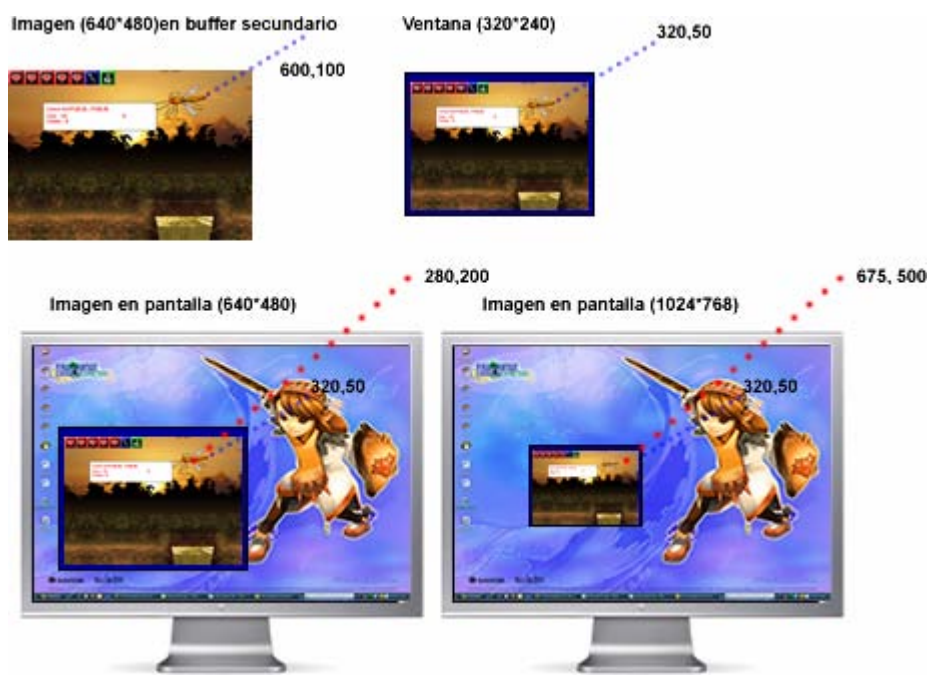 Imagen (640*480)en buffer secundario
Ventana (320*240)
320,50
600,100
280,200
675, 500
Imagen en pantalla (640*480)
Imagen en pantalla (1024*768)
320,50
320,50